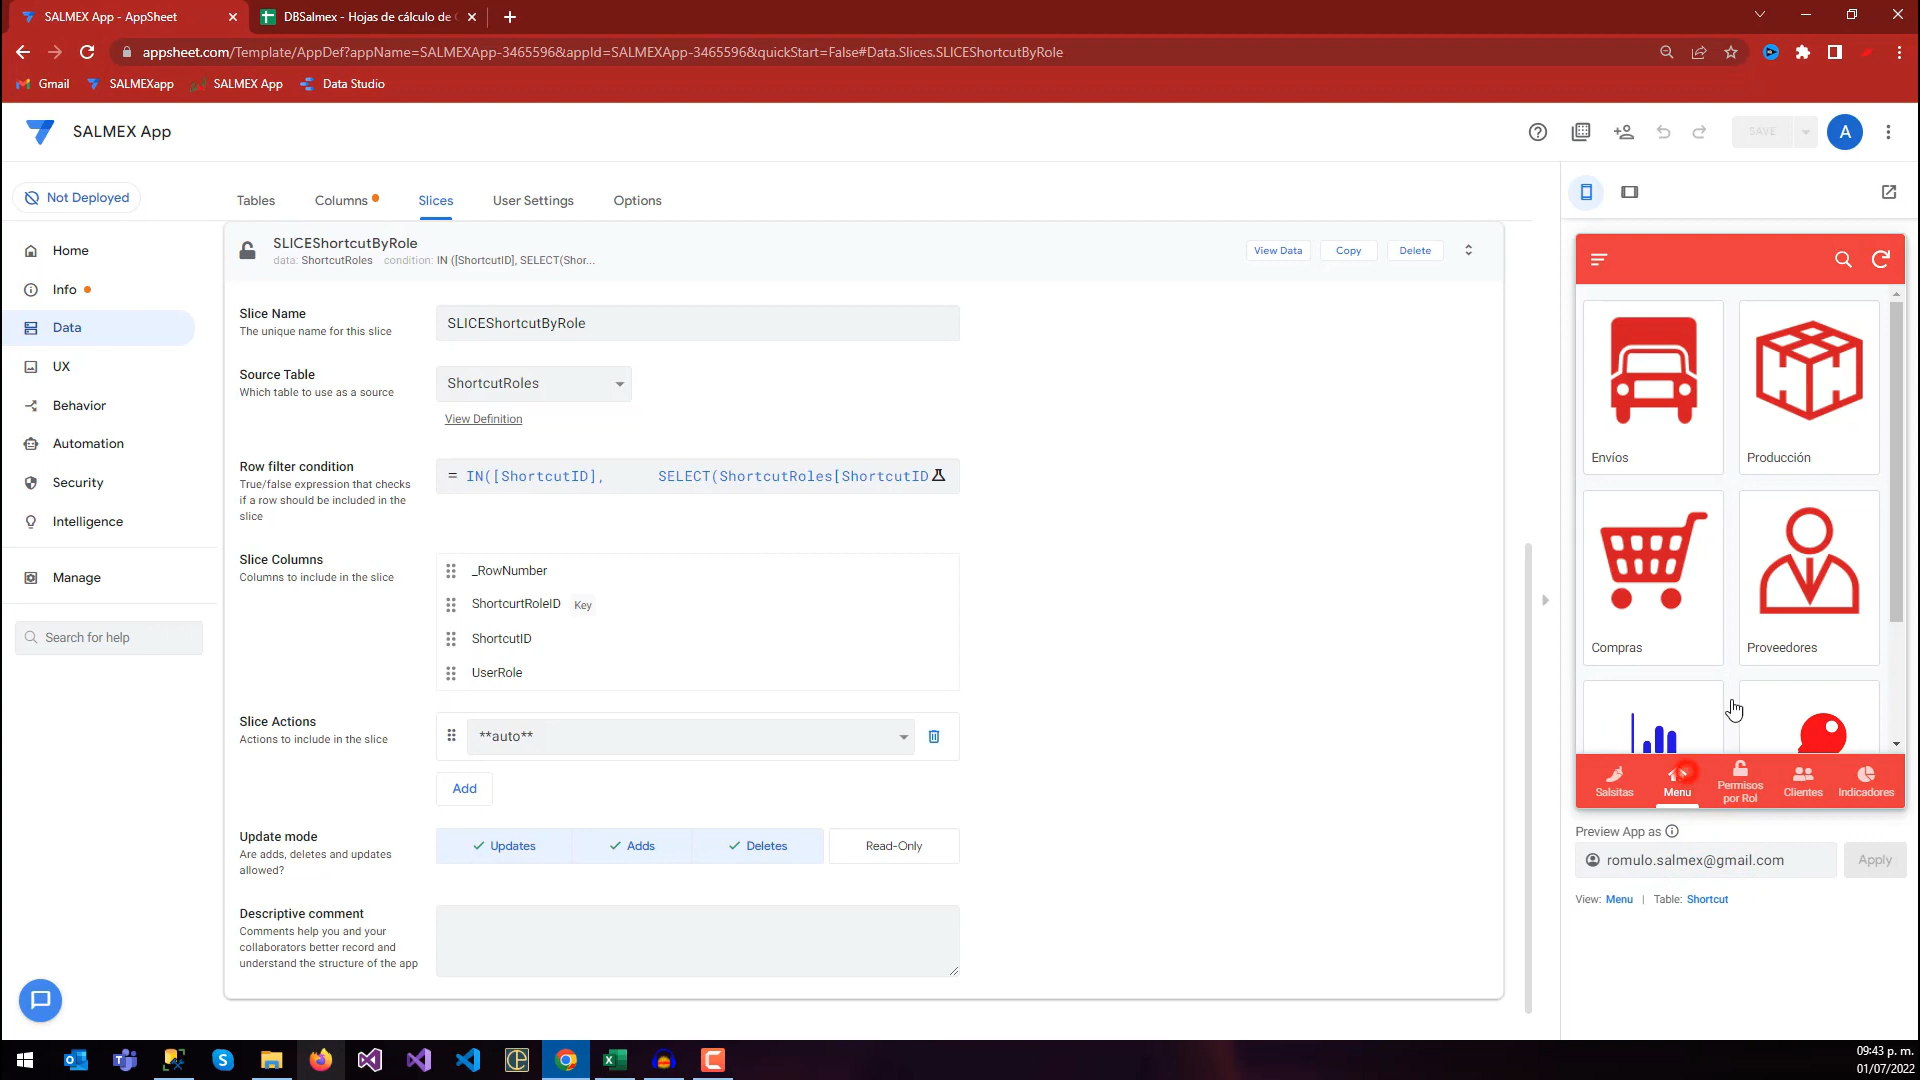 SALMEX App - AppSheet
DBSalmex - Hojas de cálculo de
appsheet.com/Template/AppDef?appName=SALMEXApp-3465596&appId=SALMEXApp-3465596&quickStart=False#Data.Slices.SLICEShortcutByRole
Gmail
SALMEXapp
SALMEX App
Data Studio
SALMEX App
SAVE
A
Not Deployed
Tables
Columns
Slices
User Settings
Options
Home
Info
Data
UX
Behavior
Automation
Security
Intelligence
Manage
Search for help
SLICEShortcutByRole
data: ShortcutRoles condition: IN ([ShortcutID], SELECT(Shor...
View Data
Copy
Delete
Slice Name
The unique name for this slice
SLICEShortcutByRole
Source Table
Which table to use as a source
ShortcutRoles
View Definition
Row filter condition
True/false expression that checks
if a row should be included in the
slice
= IN([ShortcutID], SELECT(ShortcutRoles[ShortcutID
Slice Columns
Columns to include in the slice
_RowNumber
ShortcurtRoleID Key
ShortcutID
UserRole
Slice Actions
Actions to include in the slice
**auto**
Add
Update mode
Are adds, deletes and updates
allowed?
Updates
Adds
Deletes
Read-Only
Descriptive comment
Comments help you and your
collaborators better record and
understand the structure of the app
Envíos
Producción
Compras
Proveedores
Salsitas
Menu
Permisos
por Rol
Clientes
Indicadores
Preview App as
romulo.salmex@gmail.com
Apply
View: Menu | Table: Shortcut
09:43 p. m.
01/07/2022